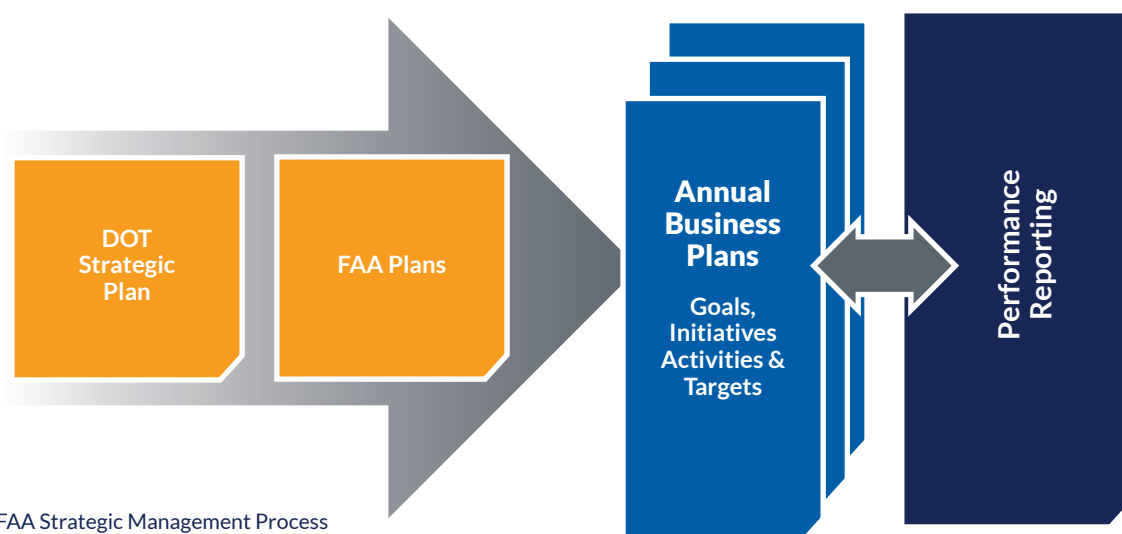 DOT
Strategic
Plan
FAA Plans
Annual
Business
Plans
Goals,
Initiatives
Activities &
Targets
Performance
Reporting
FAA Strategic Management Process